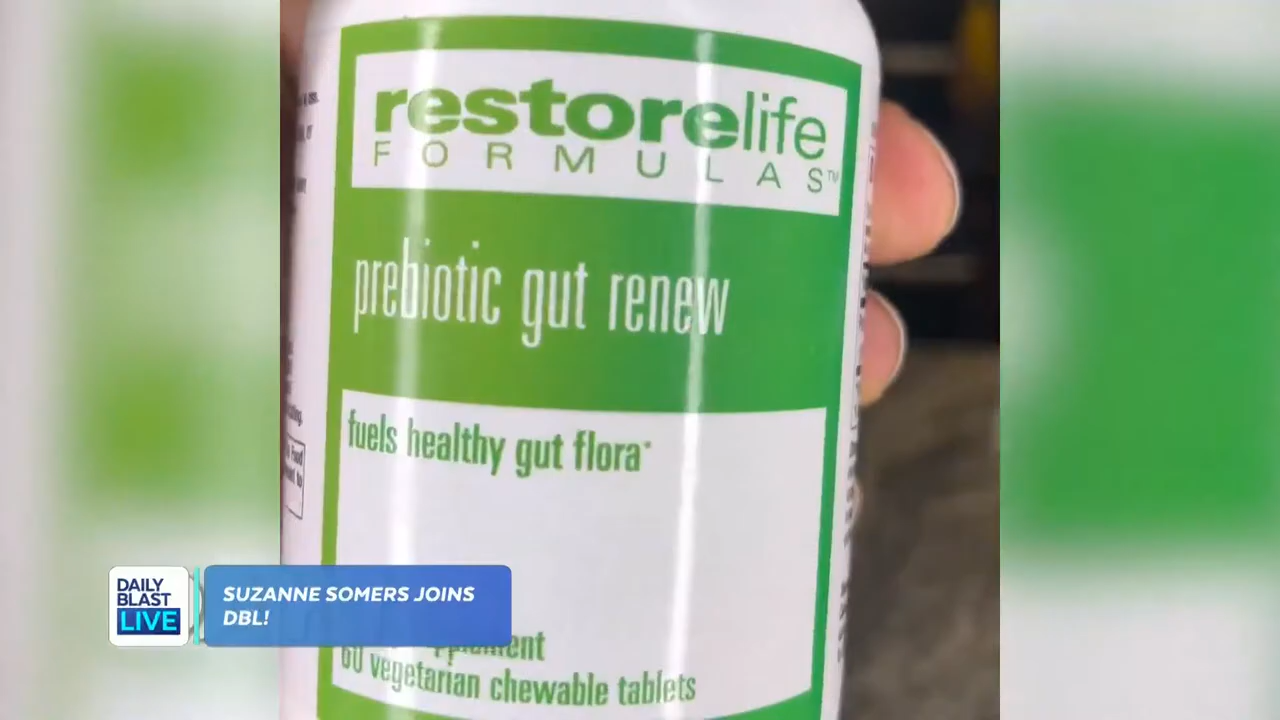 restorelife
FORMULAS™
prebiotic gut renew
fuels healthy gut flora*
60 vegetarian chewable tablets
DAILY
BLAST
LIVE
SUZANNE SOMERS JOINS
DBL!